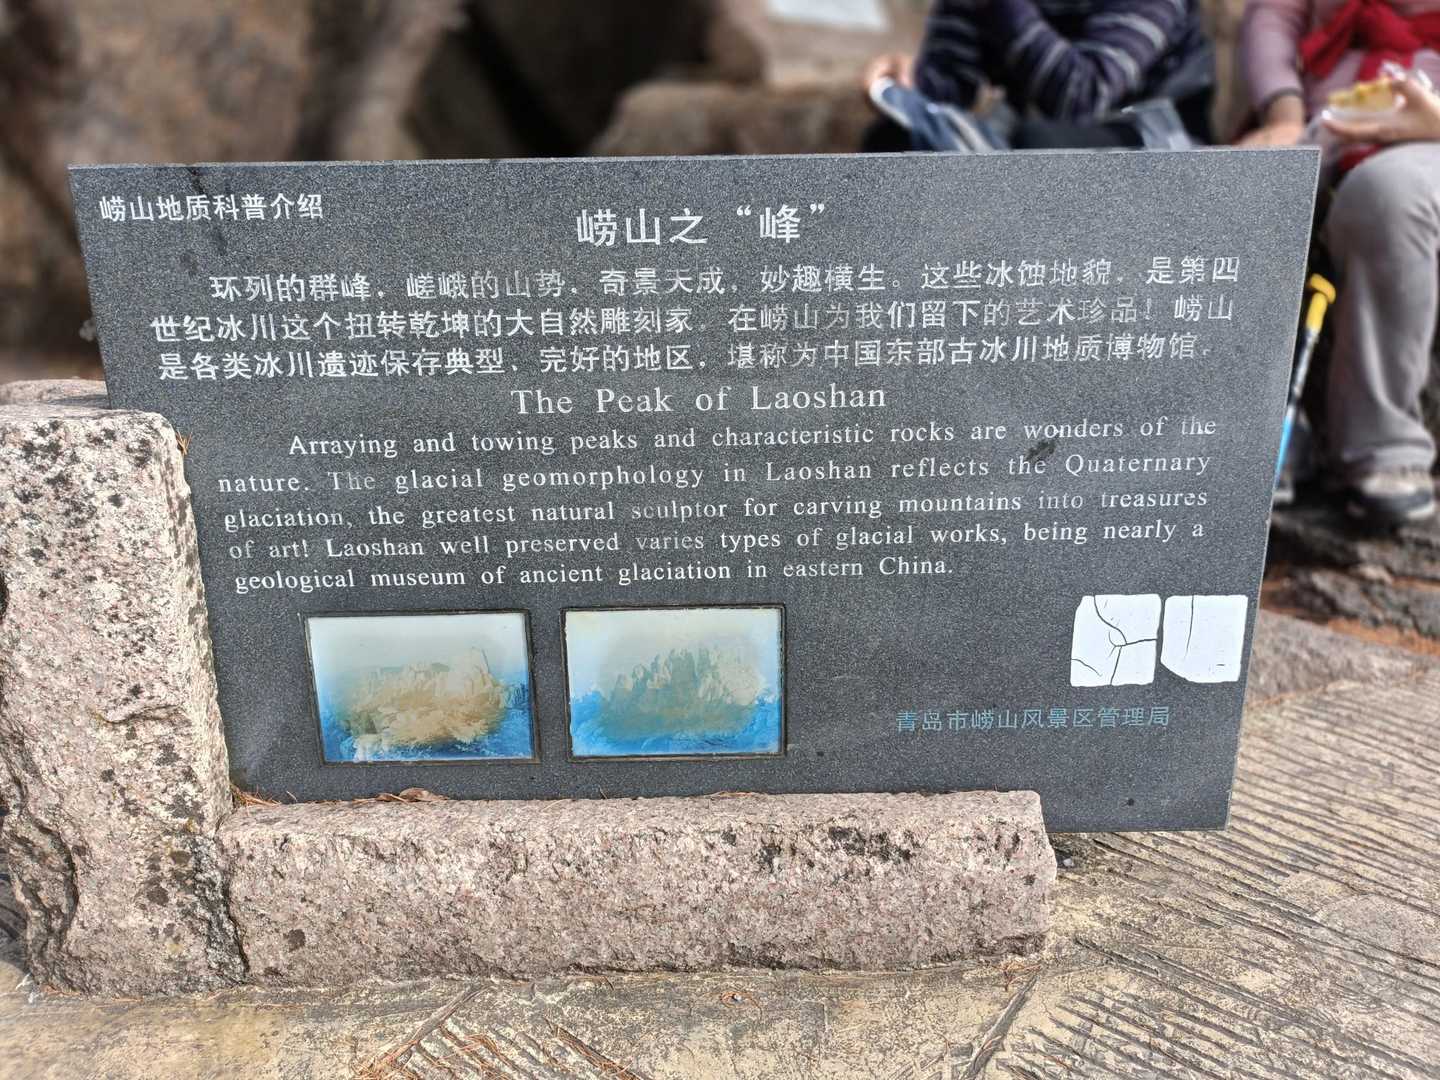 崂山地质科普介绍
崂山之“峰”
环列的群峰，嵯峨的山势，奇景天成，妙趣横生。这些冰蚀地貌，是第四
世纪冰川这个扭转乾坤的大自然雕刻家，在崂山为我们留下的艺术珍品！崂山
是各类冰川遗迹保存典型、完好的地区，堪称为中国东部古冰川地质博物馆。
The Peak of Laoshan
Arraying and towing peaks and characteristic rocks are wonders of the
nature. The glacial geomorphology in Laoshan reflects the Quaternary
glaciation, the greatest natural sculptor for carving mountains into treasures
of art! Laoshan well preserved varies types of glacial works, being nearly a
geological museum of ancient glaciation in eastern China.
青岛市崂山风景区管理局